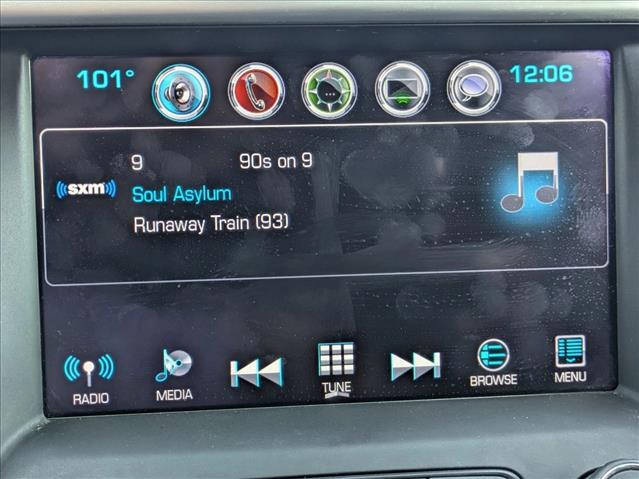 101° 12:06
9 90s on 9
((sxm))
Soul Asylum
Runaway Train (93)
RADIO MEDIA TUNE BROWSE MENU